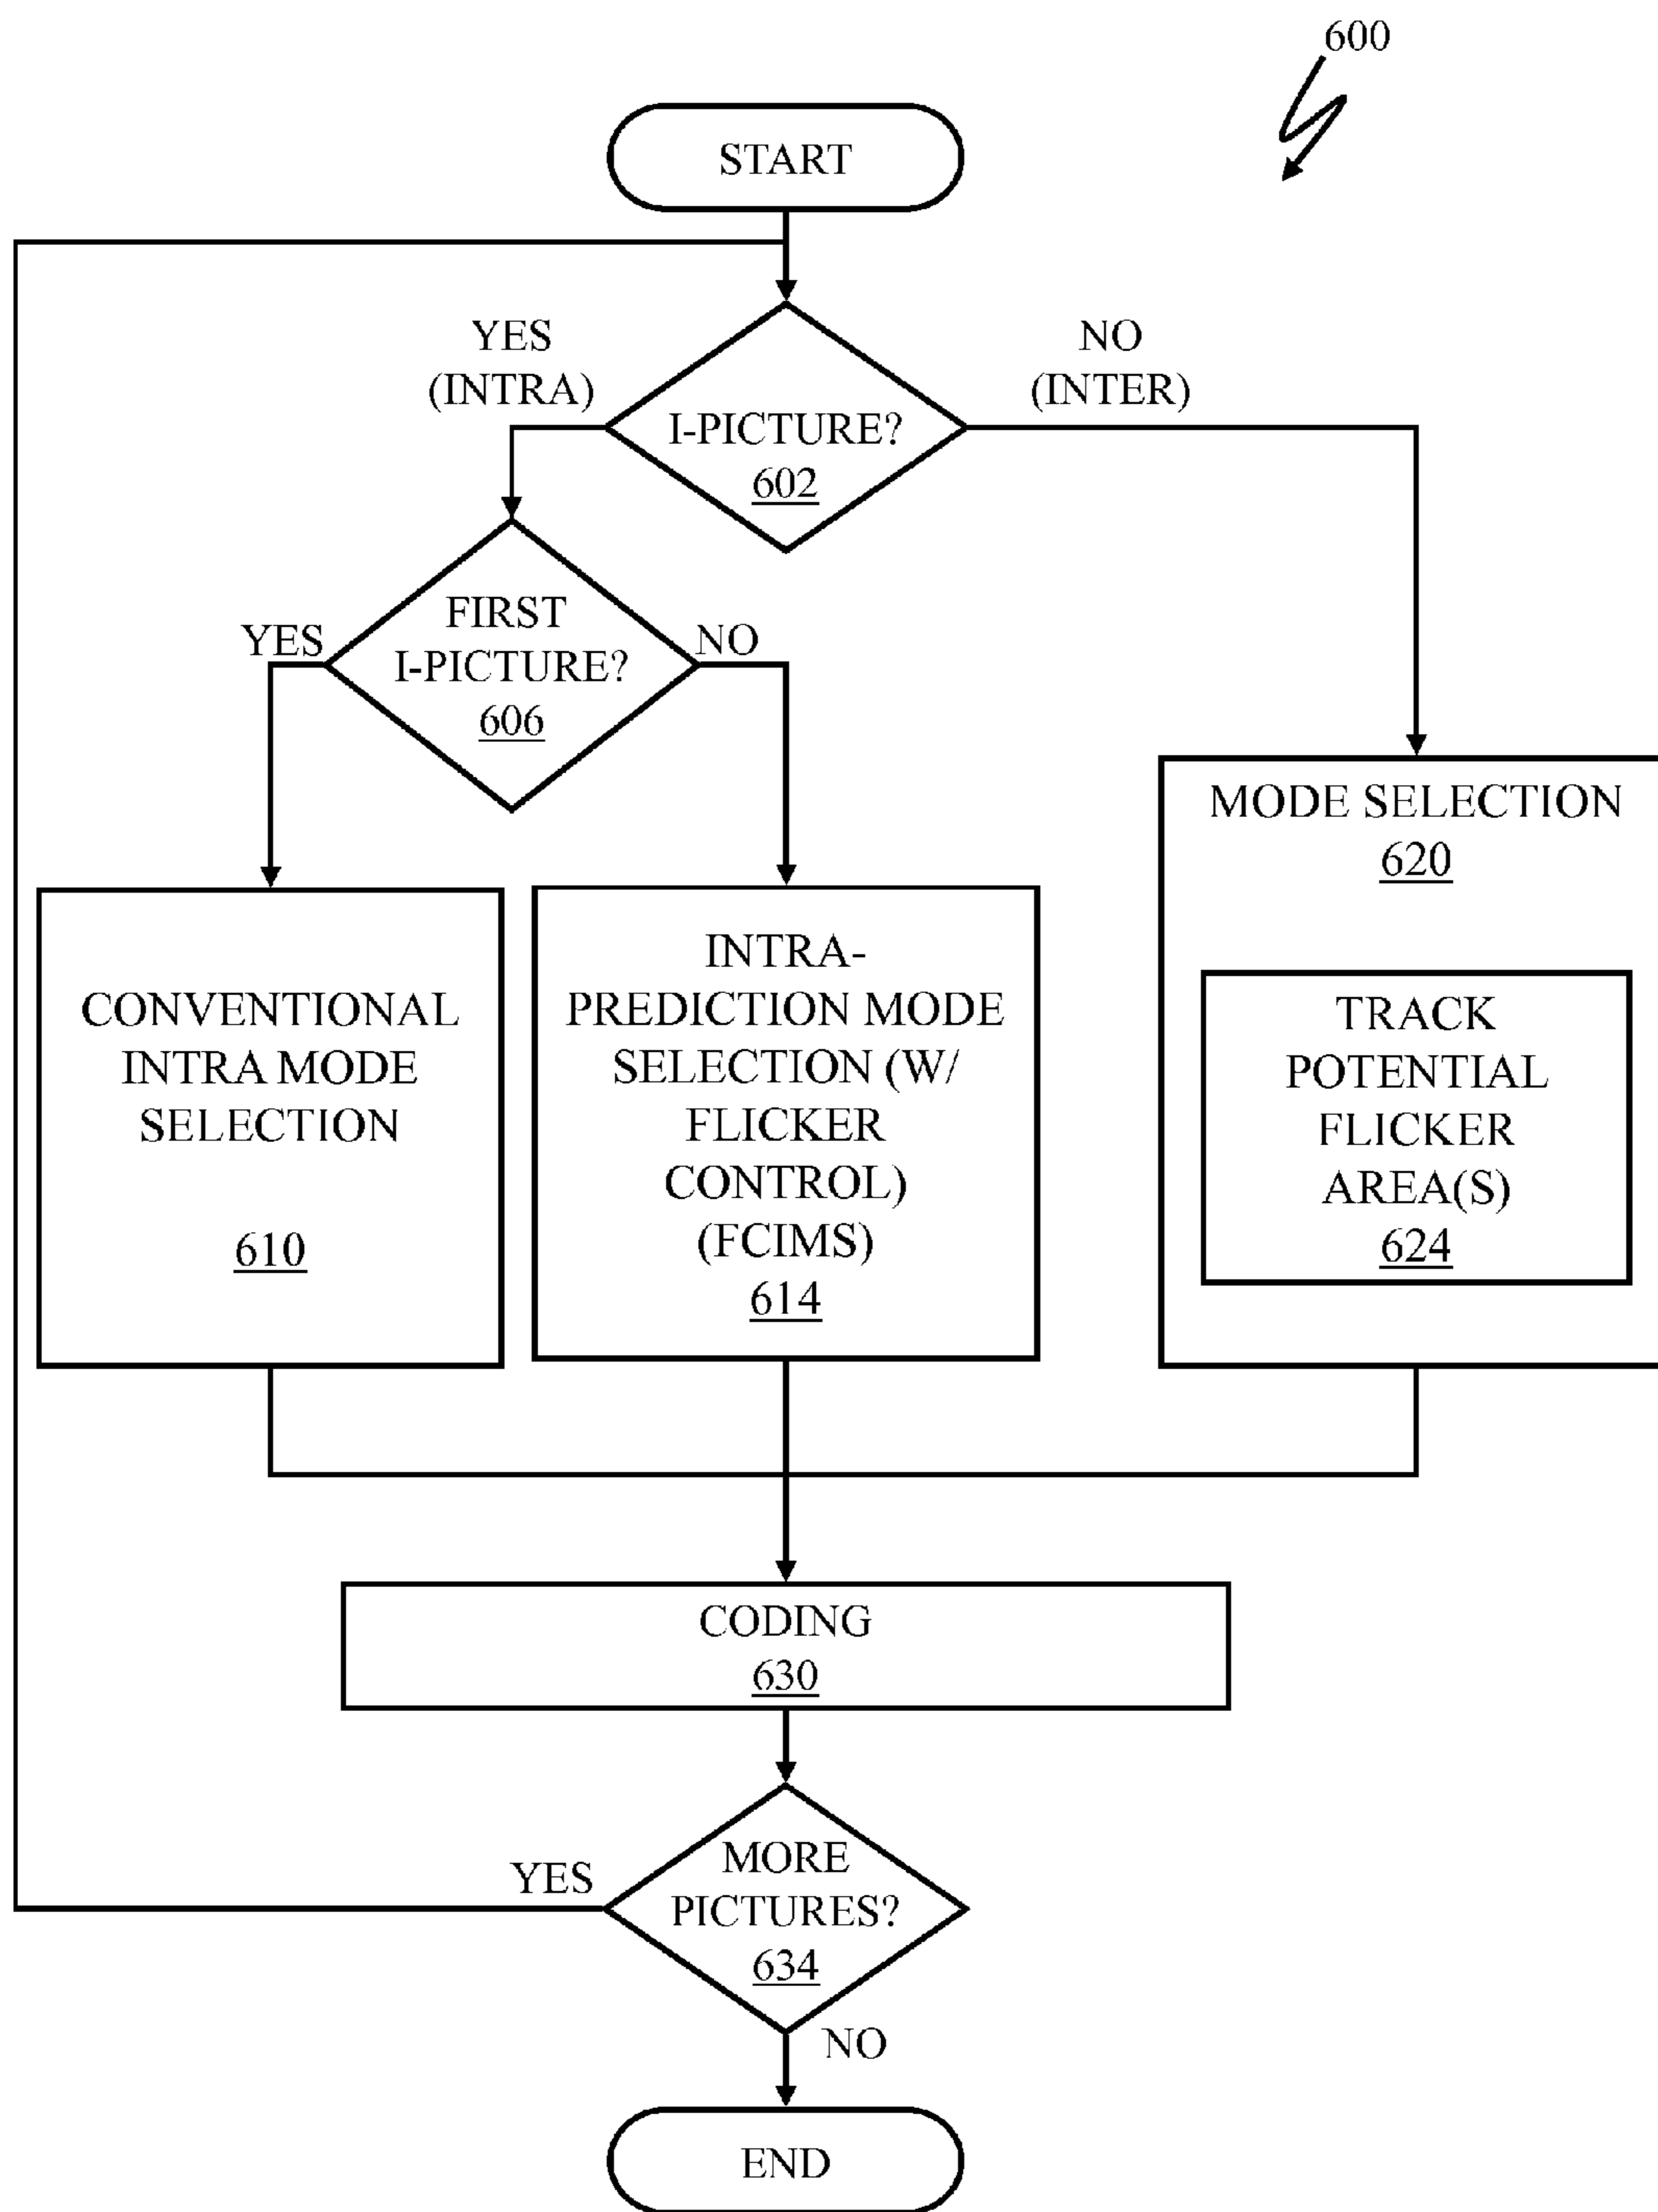 600
START
YES
(INTRA)
NO
(INTER)
I-PICTURE?
602
YES
FIRST
I-PICTURE?
606
NO
MODE SELECTION
620
CONVENTIONAL
INTRA MODE
SELECTION
610
INTRA-
PREDICTION MODE
SELECTION (W/
FLICKER
CONTROL)
(FCIMS)
614
TRACK
POTENTIAL
FLICKER
AREA(S)
624
CODING
630
YES
MORE
PICTURES?
634
NO
END